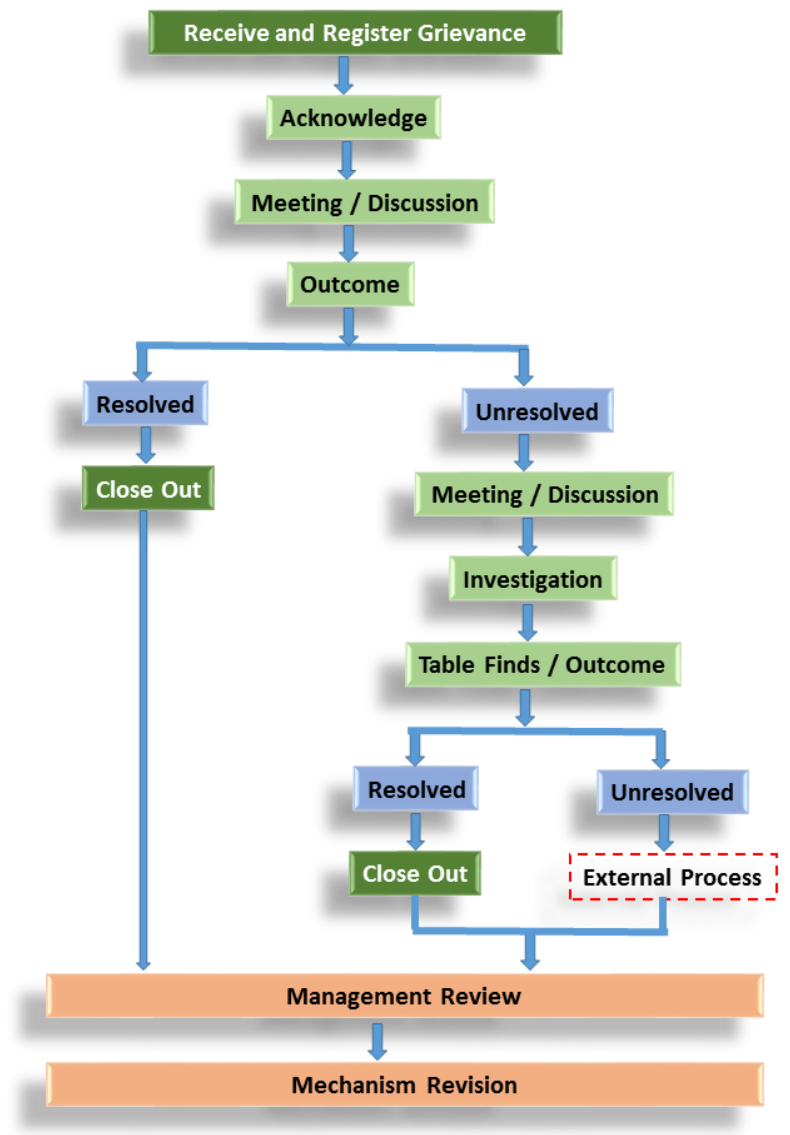 Receive and Register Grievance
Acknowledge
Meeting / Discussion
Outcome
Resolved
Unresolved
Close Out
Meeting / Discussion
Investigation
Table Finds / Outcome
Resolved
Unresolved
Close Out
External Process
Management Review
Mechanism Revision